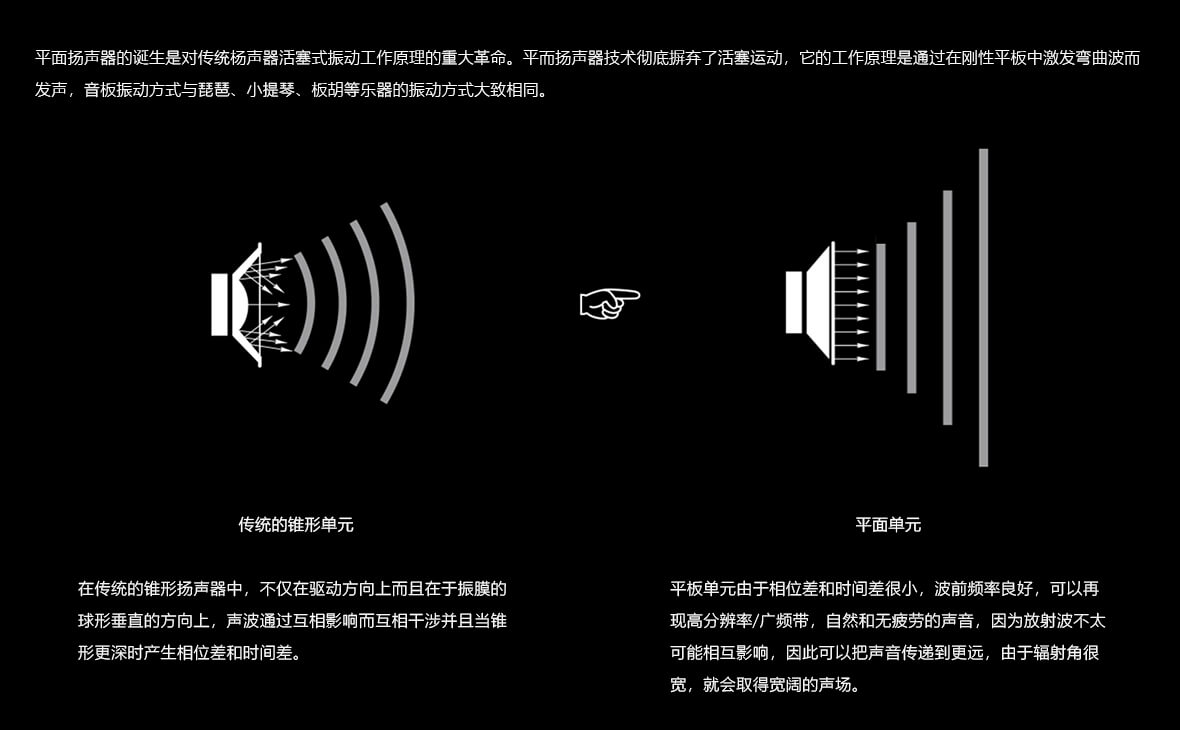 平面扬声器的诞生是对传统杨声器活塞式振动工作原理的重大革命。平而扬声器技术彻底摒弃了活塞运动，它的工作原理是通过在刚性平板中激发弯曲波而
发声，音板振动方式与琵琶、小提琴、板胡等乐器的振动方式大致相同。
传统的锥形单元
平面单元
在传统的锥形扬声器中，不仅在驱动方向上而且在于振膜的
球形垂直的方向上，声波通过互相影响而互相干涉并且当锥
形更深时产生相位差和时间差。
平板单元由于相位差和时间差很小，波前频率良好，可以再
现高分辨率/广频带，自然和无疲劳的声音，因为放射波不太
可能相互影响，因此可以把声音传递到更远，由于辐射角很
宽，就会取得宽阔的声场。